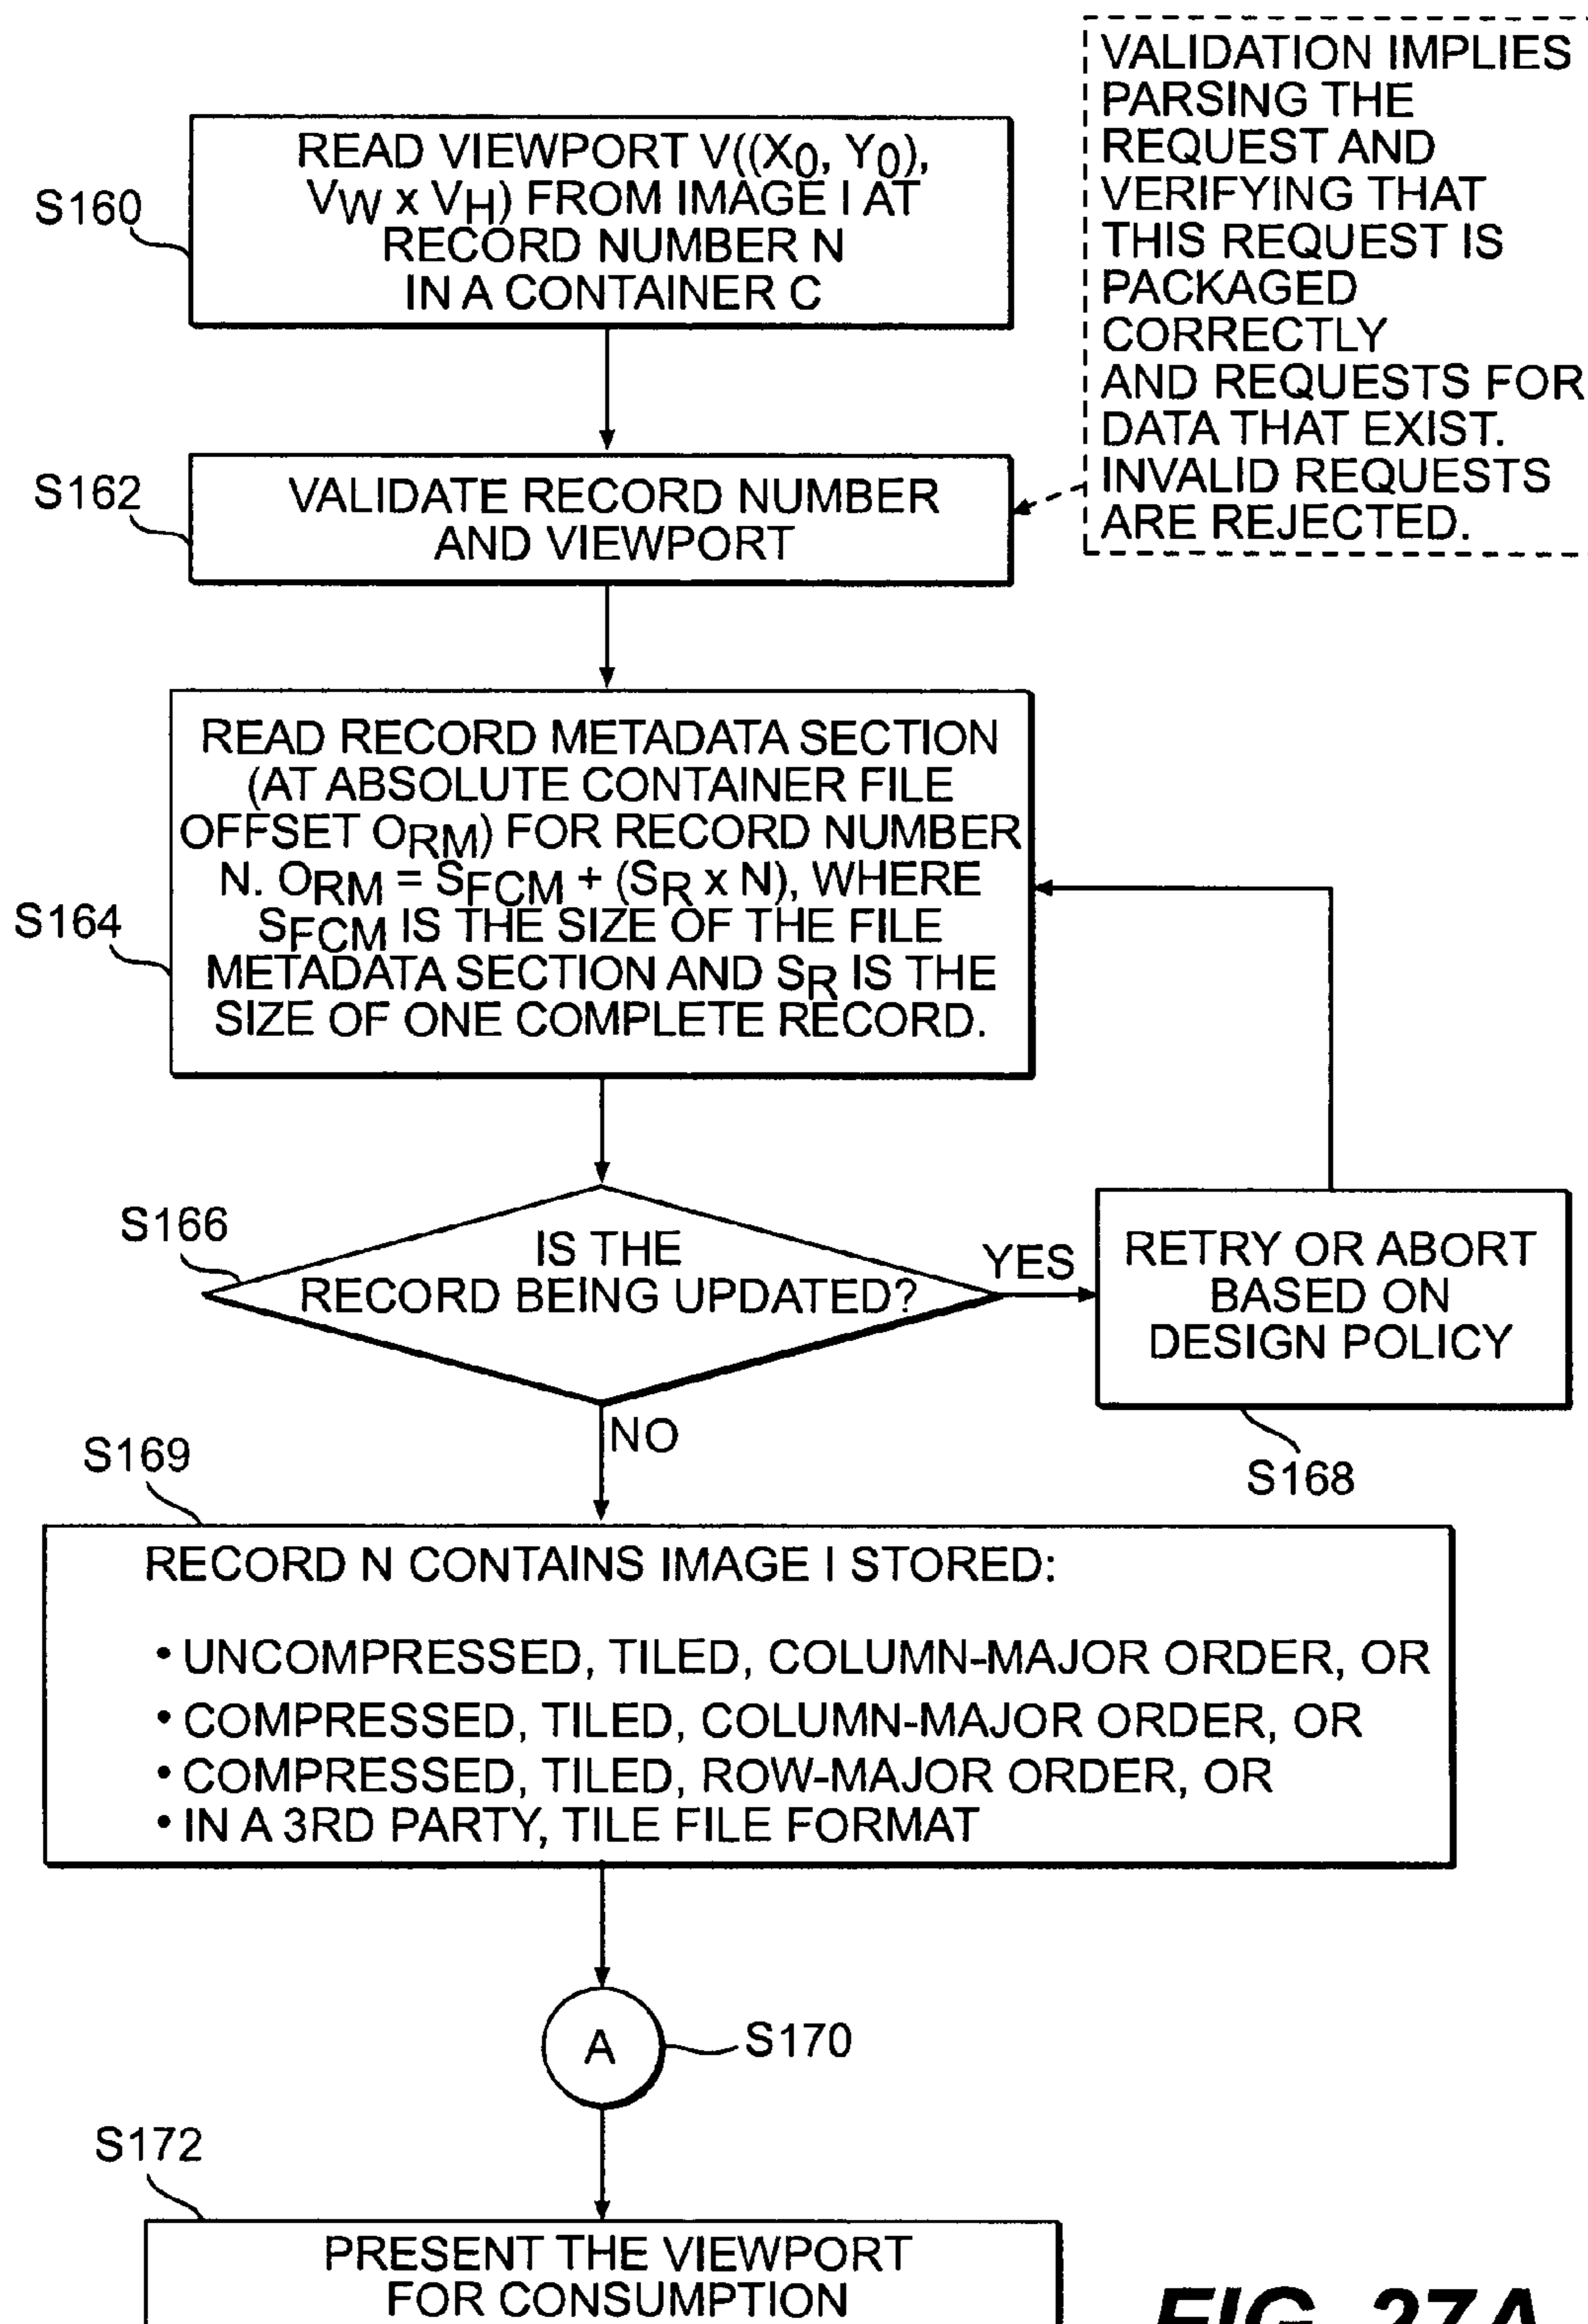 VALIDATION IMPLIES
PARSING THE
REQUEST AND
VERIFYING THAT
THIS REQUEST IS
PACKAGED
CORRECTLY
AND REQUESTS FOR
DATA THAT EXIST.
INVALID REQUESTS
ARE REJECTED.
S160
READ VIEWPORT V((X0, Y0),
VW x VH) FROM IMAGE I AT
RECORD NUMBER N
IN A CONTAINER C
S162
VALIDATE RECORD NUMBER
AND VIEWPORT
S164
READ RECORD METADATA SECTION
(AT ABSOLUTE CONTAINER FILE
OFFSET ORM) FOR RECORD NUMBER
N. ORM = SFCM + (SR x N), WHERE
SFCM IS THE SIZE OF THE FILE
METADATA SECTION AND SR IS THE
SIZE OF ONE COMPLETE RECORD.
S166
IS THE
RECORD BEING UPDATED?
YES
RETRY OR ABORT
BASED ON
DESIGN POLICY
S168
NO
S169
RECORD N CONTAINS IMAGE I STORED:
• UNCOMPRESSED, TILED, COLUMN-MAJOR ORDER, OR
• COMPRESSED, TILED, COLUMN-MAJOR ORDER, OR
• COMPRESSED, TILED, ROW-MAJOR ORDER, OR
• IN A 3RD PARTY, TILE FILE FORMAT
A
S170
S172
PRESENT THE VIEWPORT
FOR CONSUMPTION
FIG. 27A